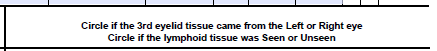 Circle if the 3rd eyelid tissue came from the Left or Right eye
Circle if the lymphoid tissue was Seen or Unseen